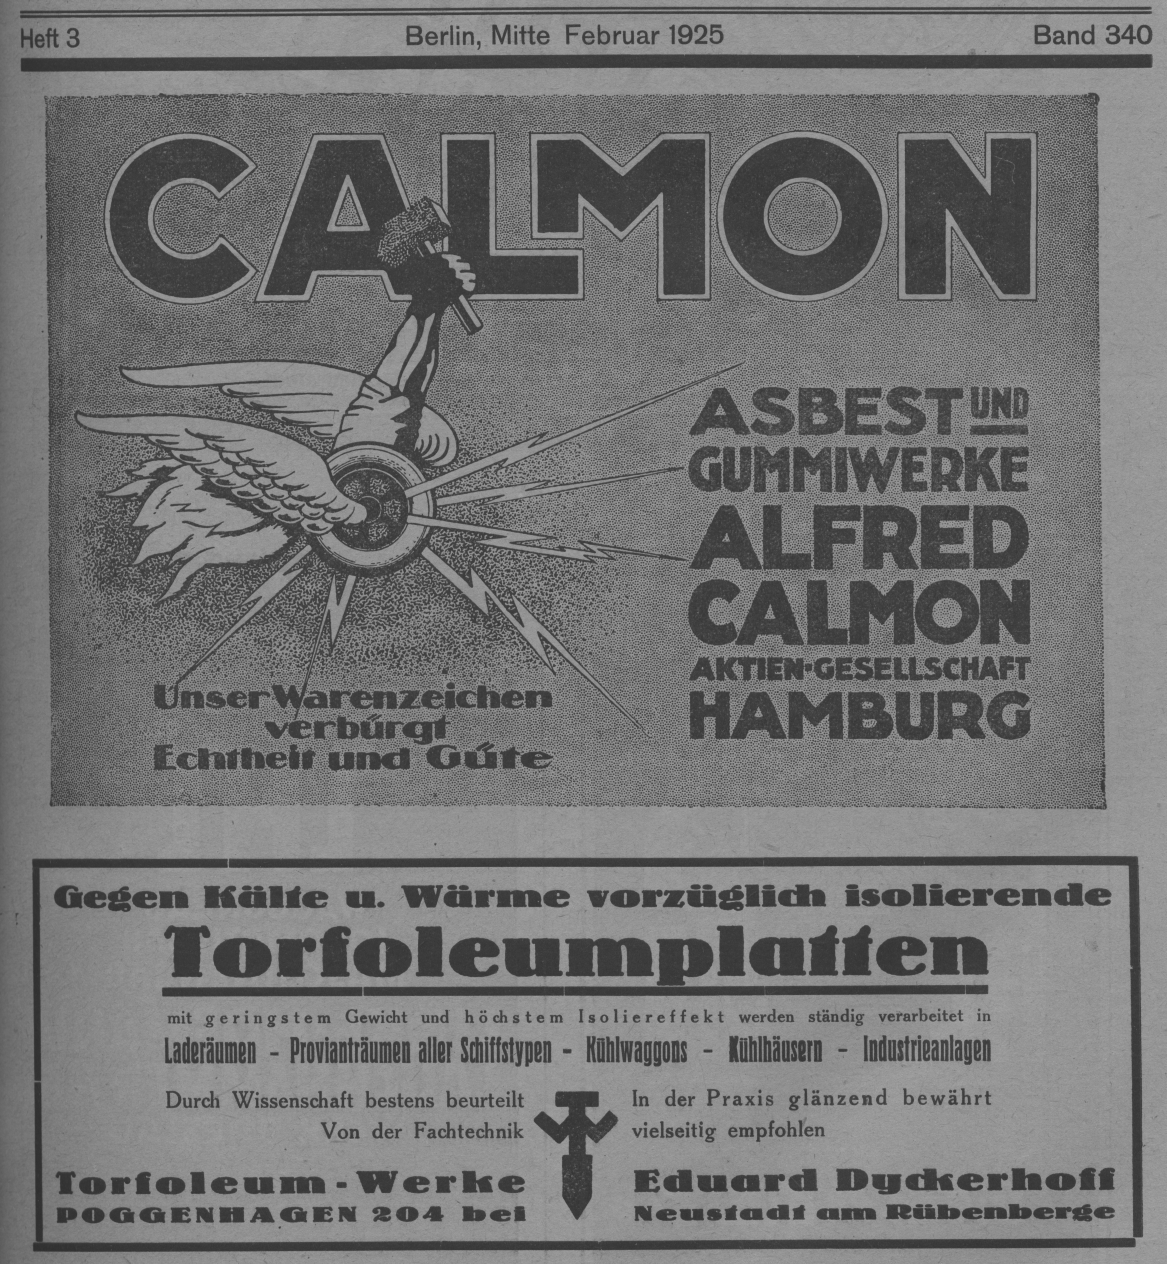 Heft 3 Berlin, Mitte Februar 1925 Band 340
CALMON
ASBEST UND
GUMMIWERKE
ALFRED
CALMON
AKTIEN-GESELLSCHAFT
HAMBURG
Unser Warenzeichen
verbürgt
Echtheit und Güte
Gegen Kälte u. Wärme vorzüglich isolierende
Torfoleumplatten
mit geringstem Gewicht und höchstem Isoliereffekt werden ständig verarbeitet in
Laderäumen - Provianträumen aller Schiffstypen - Kühlwaggons - Kühlhäusern - Industrieanlagen
Durch Wissenschaft bestens beurteilt
Von der Fachtechnik
In der Praxis glänzend bewährt
vielseitig empfohlen
Torfoleum-Werke
POGGENHAGEN 204 bei
Eduard Dyckerhoff
Neustadt am Rübenberge